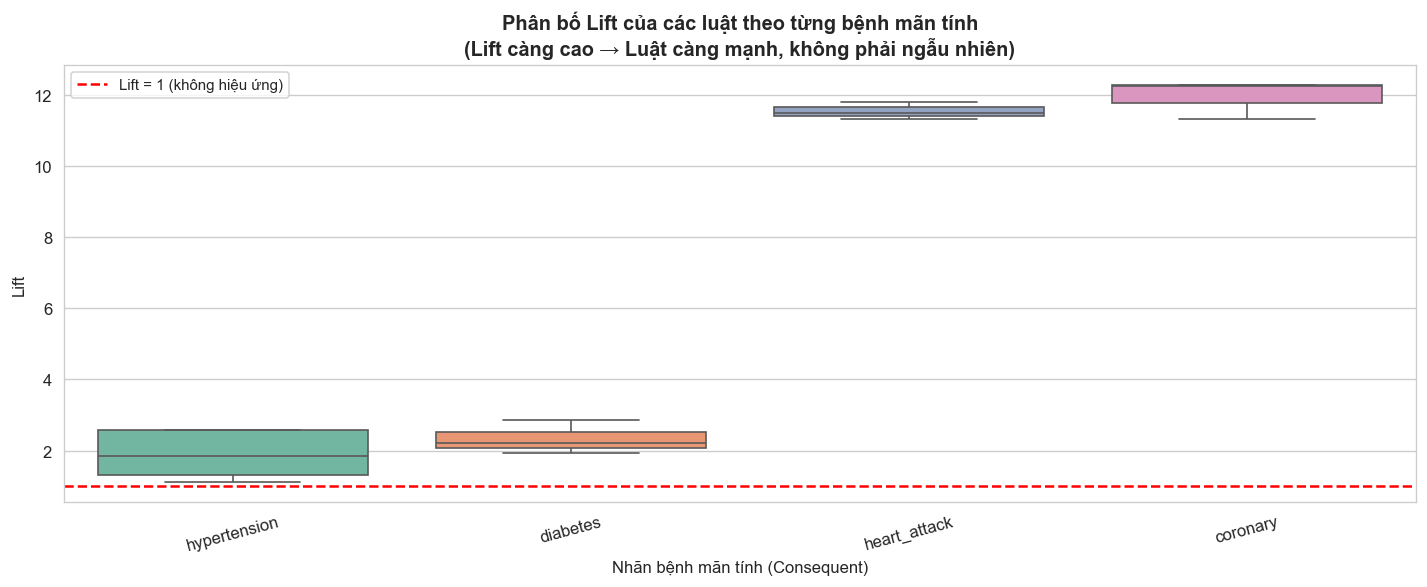 Phân bố Lift của các luật theo từng bệnh mãn tính
(Lift càng cao → Luật càng mạnh, không phải ngẫu nhiên)
Lift = 1 (không hiệu ứng)
12
10
8
6
4
2
Lift
hypertension
diabetes
heart_attack
coronary
Nhãn bệnh mãn tính (Consequent)